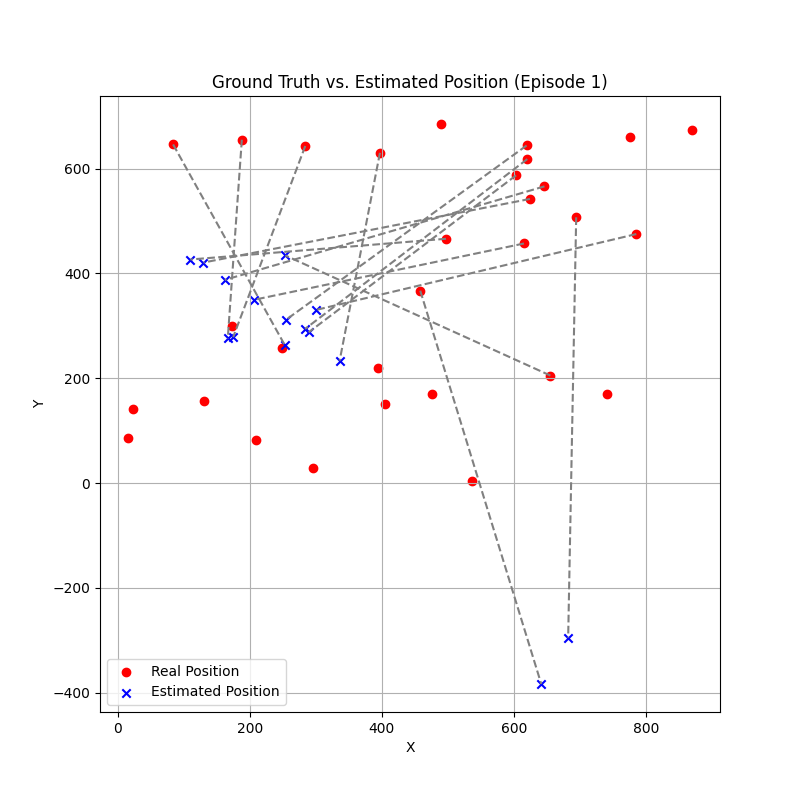 Ground Truth vs. Estimated Position (Episode 1)
600
400
200
0
−200
−400
Y
Real Position
Estimated Position
0 200 400 600 800
X